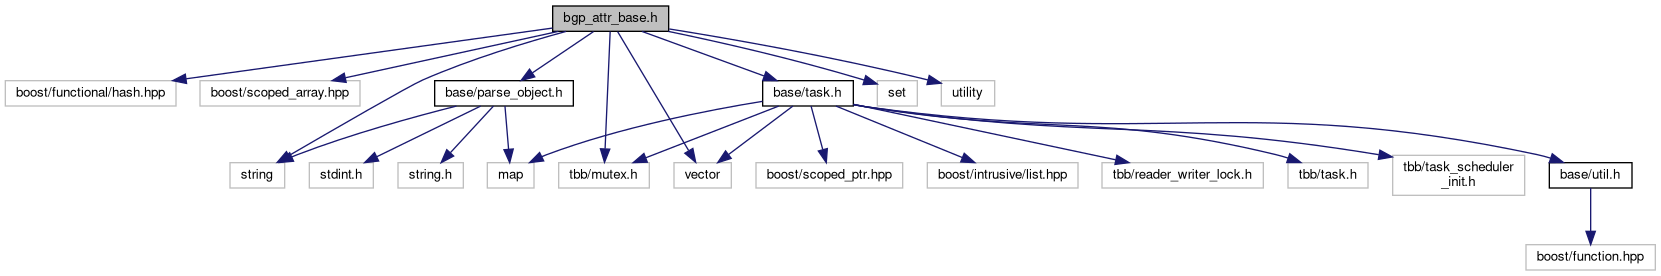 bgp_attr_base.h
boost/functional/hash.hpp
boost/scoped_array.hpp
base/parse_object.h
base/task.h
set
utility
string
stdint.h
string.h
map
tbb/mutex.h
vector
boost/scoped_ptr.hpp
boost/intrusive/list.hpp
tbb/reader_writer_lock.h
tbb/task.h
tbb/task_scheduler
_init.h
base/util.h
boost/function.hpp